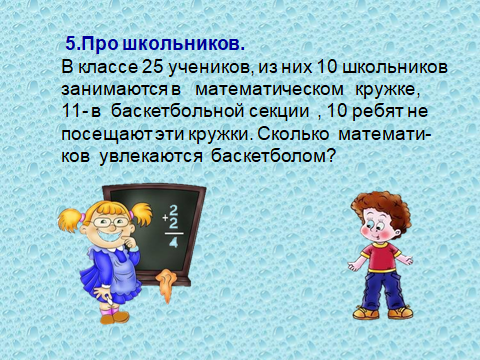 5.Про школьников.
В классе 25 учеников, из них 10 школьников
занимаются в математическом кружке,
11- в баскетбольной секции , 10 ребят не
посещают эти кружки. Сколько матемaти-
ков увлекаются баскетболом?
2
+2
4